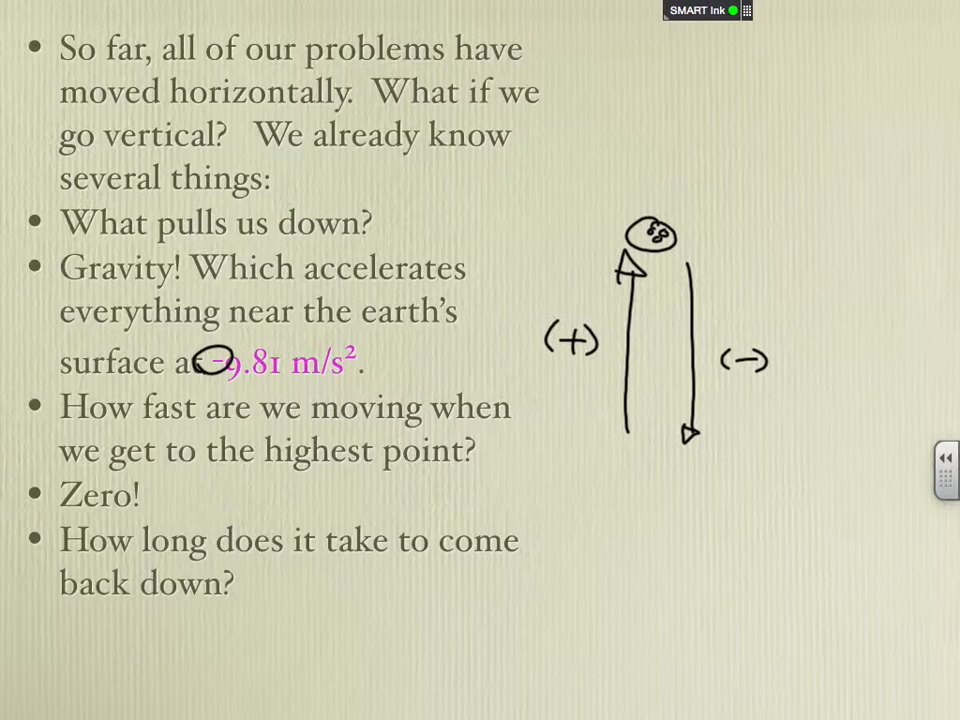 SMART Ink
• So far, all of our problems have
moved horizontally. What if we
go vertical? We already know
several things:
• What pulls us down?
• Gravity! Which accelerates
everything near the earth's
surface at -9.81 m/s².
• How fast are we moving when
we get to the highest point?
• Zero!
• How long does it take to come
back down?
(+)
(-)